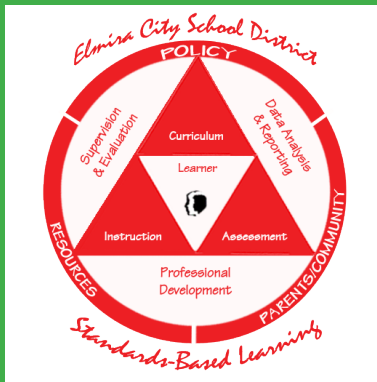 Elmira City School District
POLICY
Supervision
& Evaluation
Data Analysis
& Reporting
Curriculum
Learner
Instruction
Assessment
RESOURCES
PARENTS/COMMUNITY
Professional
Development
Standards-Based Learning